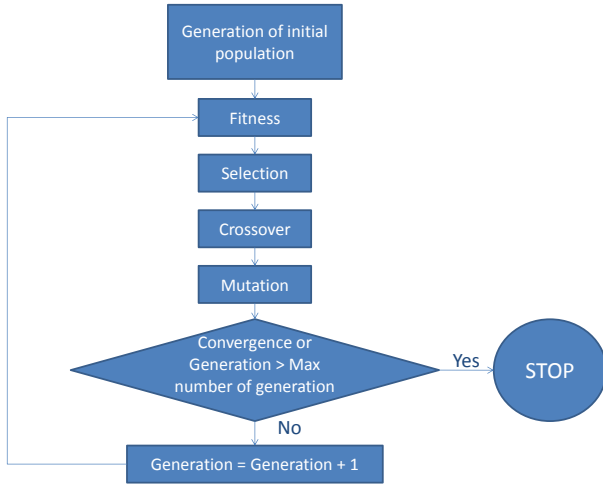 Generation of initial
population
Fitness
Selection
Crossover
Mutation
Convergence or
Generation > Max
number of generation
Yes
STOP
No
Generation = Generation + 1